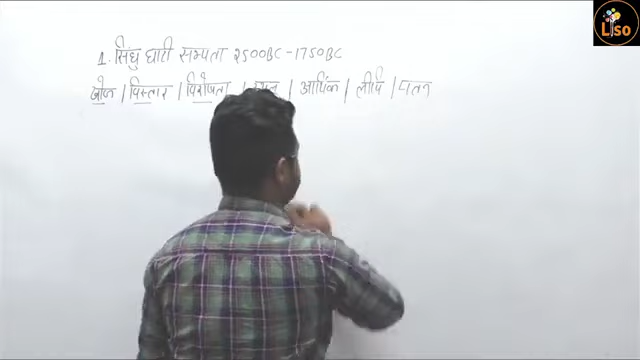 Liso
1. सिंधु घाटी सभ्यता 2500BC-1750BC
खोज | विस्तार | विशेषता | | आर्थिक | लीपि | पतन